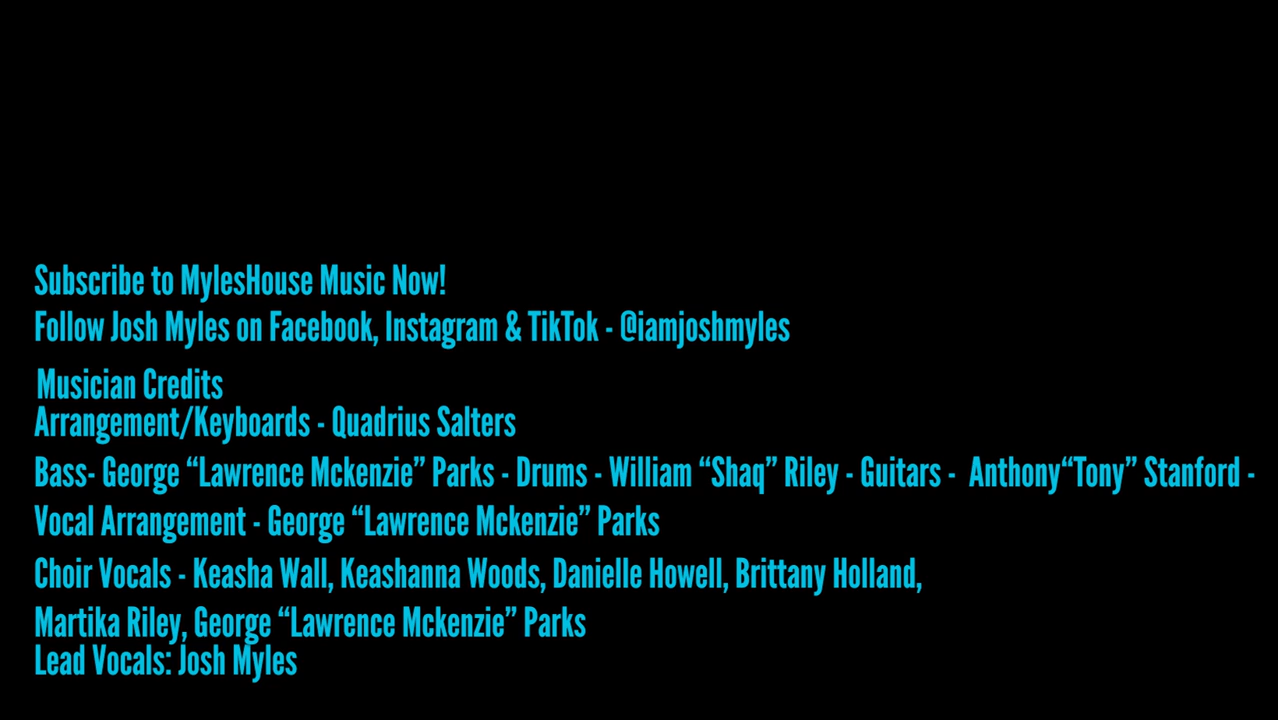 Subscribe to MylesHouse Music Now!
Follow Josh Myles on Facebook, Instagram & TikTok - @iamjoshmyles
Musician Credits
Arrangement/Keyboards - Quadrius Salters
Bass- George “Lawrence Mckenzie” Parks - Drums - William “Shaq” Riley - Guitars -  Anthony“Tony” Stanford -
Vocal Arrangement - George “Lawrence Mckenzie” Parks
Choir Vocals - Keasha Wall, Keashanna Woods, Danielle Howell, Brittany Holland,
Martika Riley, George “Lawrence Mckenzie” Parks
Lead Vocals: Josh Myles